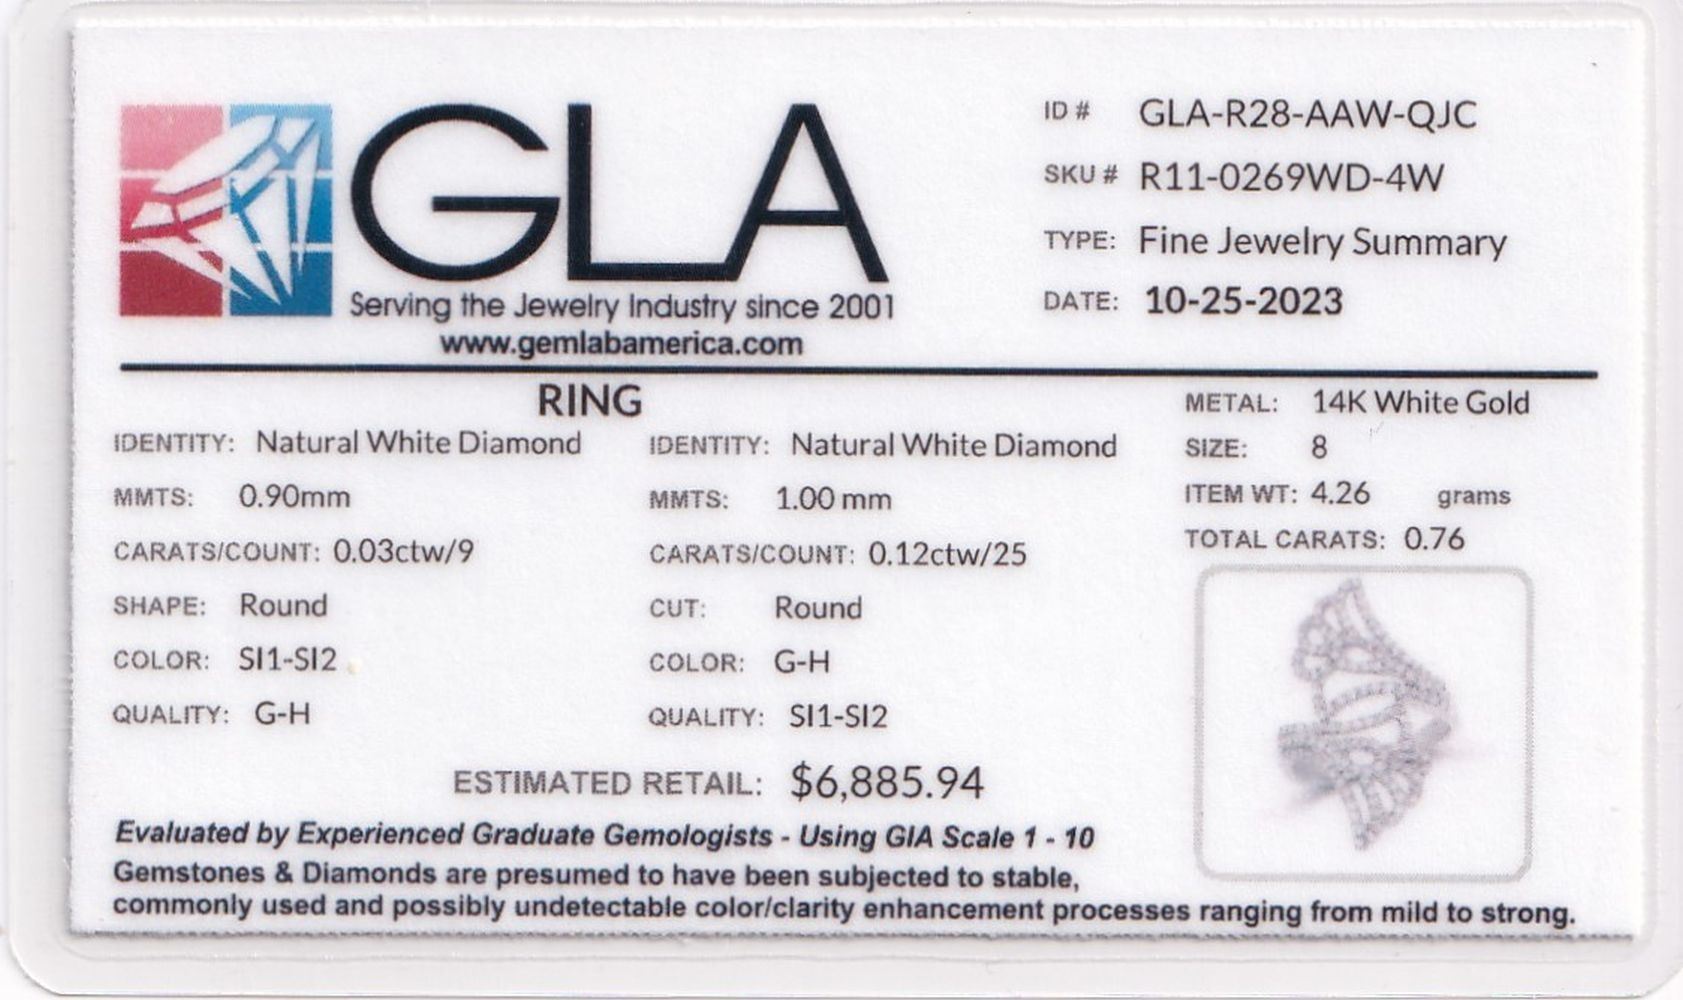 GLA
Serving the Jewelry Industry since 2001
www.gemlabamerica.com
ID # GLA-R28-AAW-QJC
SKU # R11-0269WD-4W
TYPE: Fine Jewelry Summary
DATE: 10-25-2023
RING
IDENTITY: Natural White Diamond
MMTS: 0.90mm
CARATS/COUNT: 0.03ctw/9
SHAPE: Round
COLOR: SI1-SI2
QUALITY: G-H
IDENTITY: Natural White Diamond
MMTS: 1.00 mm
CARATS/COUNT: 0.12ctw/25
CUT: Round
COLOR: G-H
QUALITY: SI1-SI2
METAL: 14K White Gold
SIZE: 8
ITEM WT: 4.26 grams
TOTAL CARATS: 0.76
ESTIMATED RETAIL: $6,885.94
Evaluated by Experienced Graduate Gemologists - Using GIA Scale 1 - 10
Gemstones & Diamonds are presumed to have been subjected to stable,
commonly used and possibly undetectable color/clarity enhancement processes ranging from mild to strong.